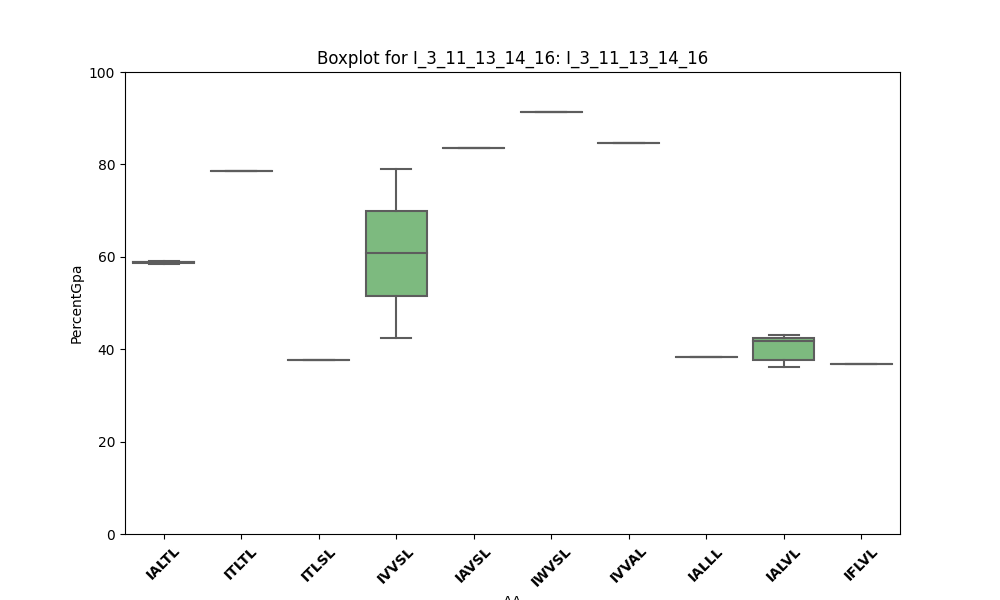 Boxplot for I_3_11_13_14_16: I_3_11_13_14_16
100
80
60
40
20
0
PercentGpa
IALTL
ITLTL
ITLSL
IVVSL
IAVSL
IWVSL
IVVAL
IALLL
IALVL
IFLVL
AA